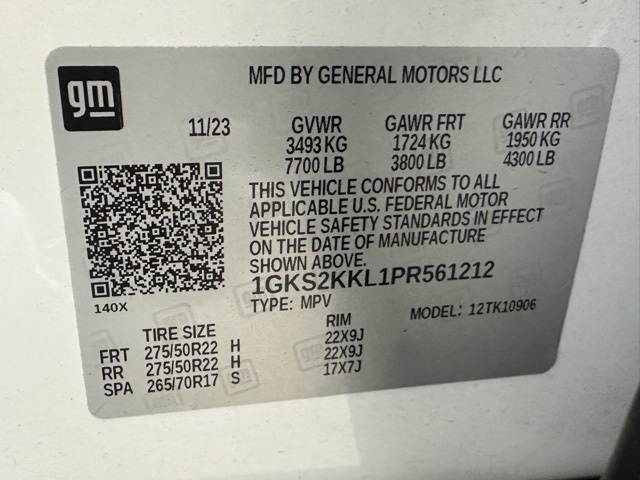 gm
MFD BY GENERAL MOTORS LLC
11/23 GVWR GAWR FRT GAWR RR
3493 KG 1724 KG 1950 KG
7700 LB 3800 LB 4300 LB
THIS VEHICLE CONFORMS TO ALL
APPLICABLE U.S. FEDERAL MOTOR
VEHICLE SAFETY STANDARDS IN EFFECT
ON THE DATE OF MANUFACTURE
SHOWN ABOVE.
1GKS2KKL1PR561212
140X
TYPE: MPV MODEL: 12TK10906
TIRE SIZE RIM
FRT 275/50R22 H 22X9J
RR 275/50R22 H 22X9J
SPA 265/70R17 S 17X7J